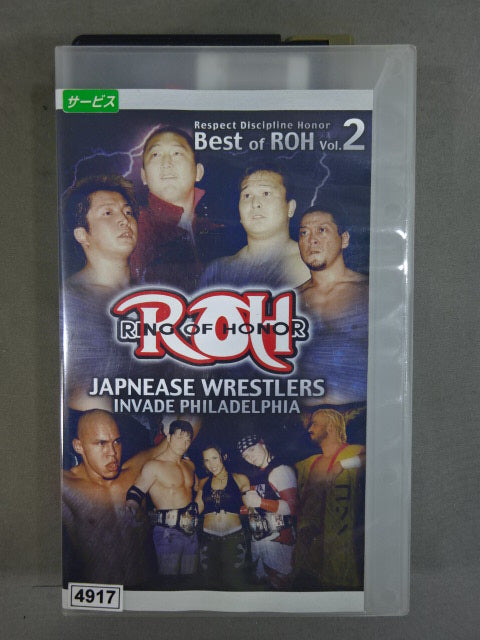 サービス
Respect Discipline Honor
Best of ROH Vol.2
ROH
RING OF HONOR
JAPNEASE WRESTLERS
INVADE PHILADELPHIA
4917